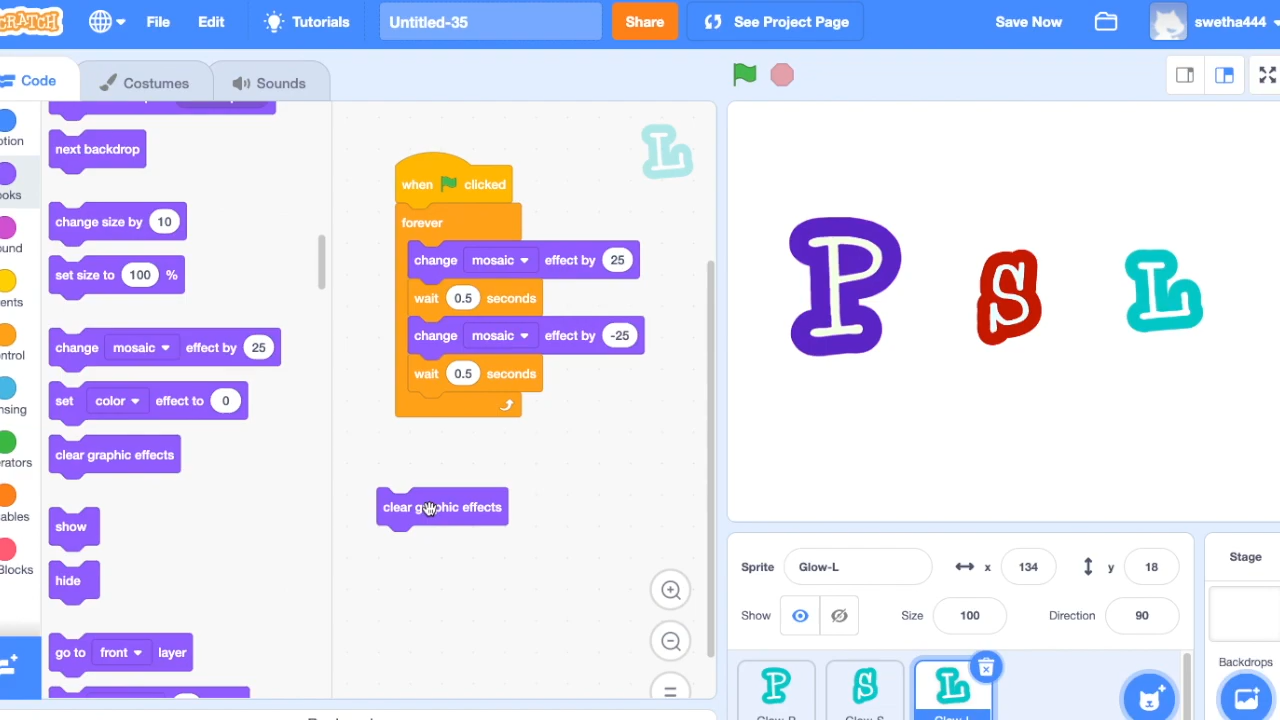 SCRATCH
File
Edit
Tutorials
Untitled-35
Share
See Project Page
Save Now
swetha444
Code
Costumes
Sounds
otion
ooks
ound
ents
ontrol
nsing
erators
ables
Blocks
next backdrop
change size by 10
set size to 100 %
change mosaic effect by 25
set color effect to 0
clear graphic effects
show
hide
go to front layer
when clicked
forever
change mosaic effect by 25
wait 0.5 seconds
change mosaic effect by -25
wait 0.5 seconds
clear graphic effects
L
P S L
Sprite Glow-L x 134 y 18
Show Size 100 Direction 90
P S L
Stage
Backdrops